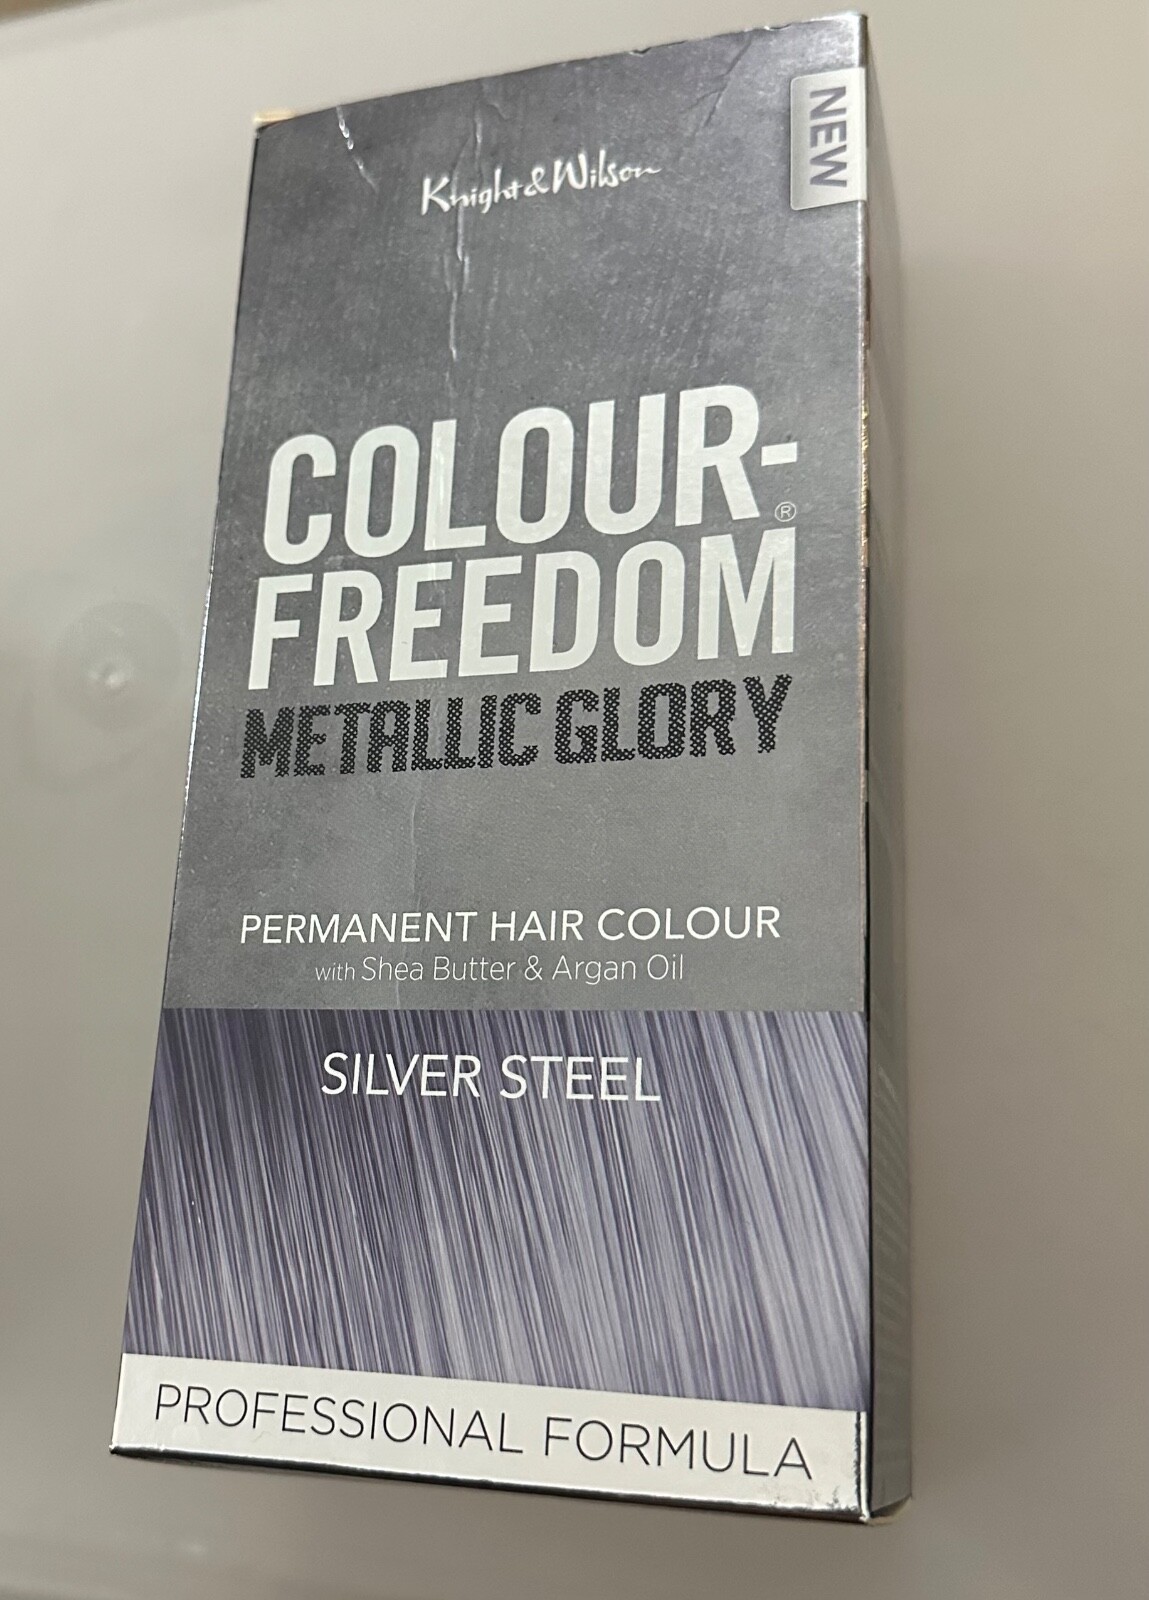 NEW
Knight & Wilson
COLOUR-
FREEDOM®
METALLIC GLORY
PERMANENT HAIR COLOUR
with Shea Butter & Argan Oil
SILVER STEEL
PROFESSIONAL FORMULA